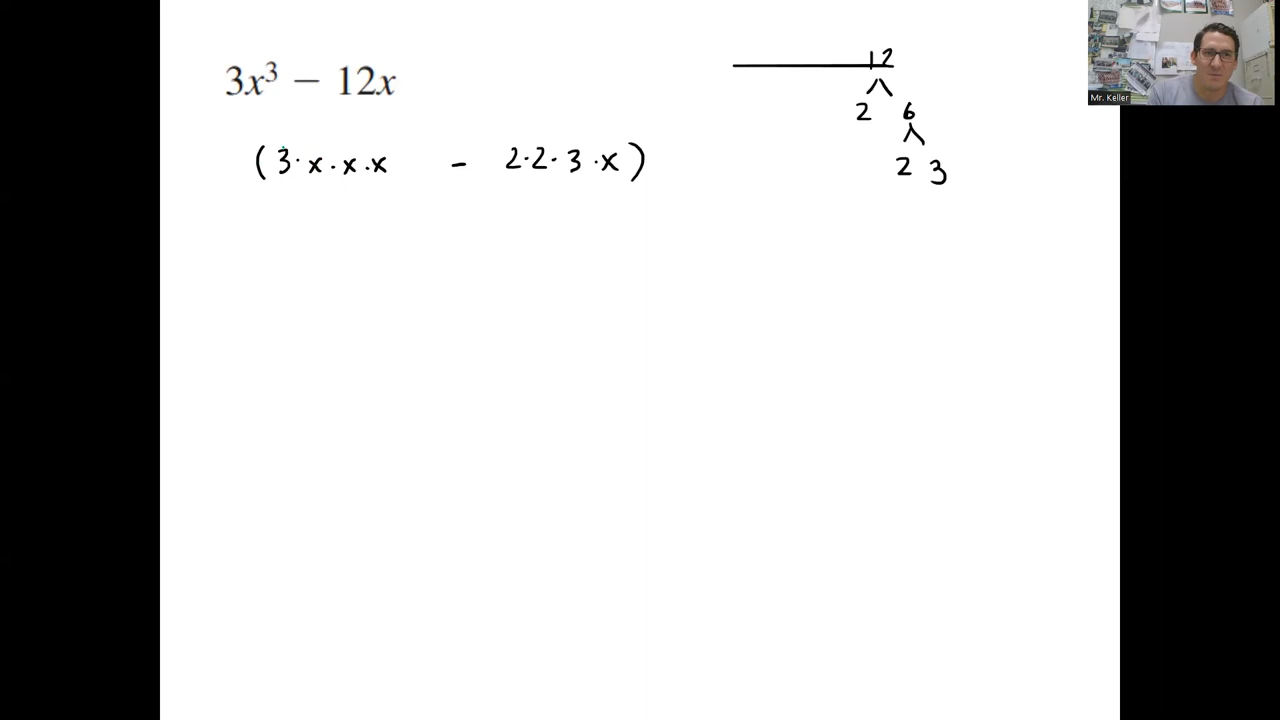 3x³ − 12x
(3·x·x·x - 2·2·3·x)
12
2 6
2 3
Mr. Keller